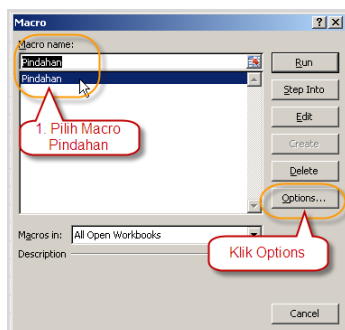 Macro
Macro name:
Pindahan
Run
Pindahan
Step Into
1. Pilih Macro
Pindahan
Edit
Create
Delete
Options...
Macros in: All Open Workbooks
Description
Klik Options
Cancel